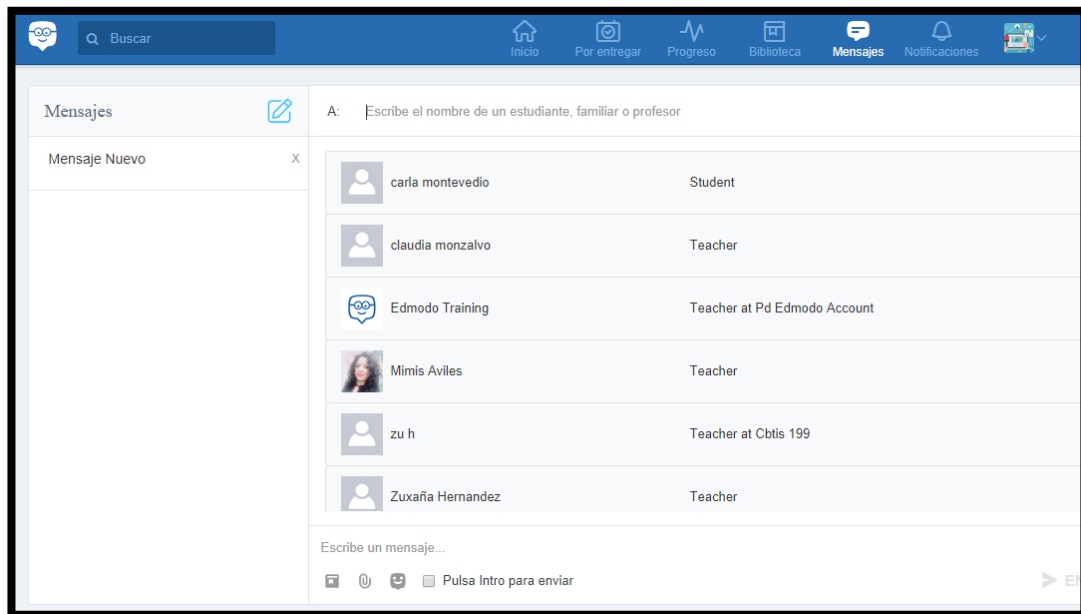 Buscar
Inicio
Por entregar
Progreso
Biblioteca
Mensajes
Notificaciones
Mensajes
Mensaje Nuevo X
A: Escribe el nombre de un estudiante, familiar o profesor
carla montevedio Student
claudia monzalvo Teacher
Edmodo Training Teacher at Pd Edmodo Account
Mimis Aviles Teacher
zu h Teacher at Cbtis 199
Zuxaña Hernandez Teacher
Escribe un mensaje...
Pulsa Intro para enviar